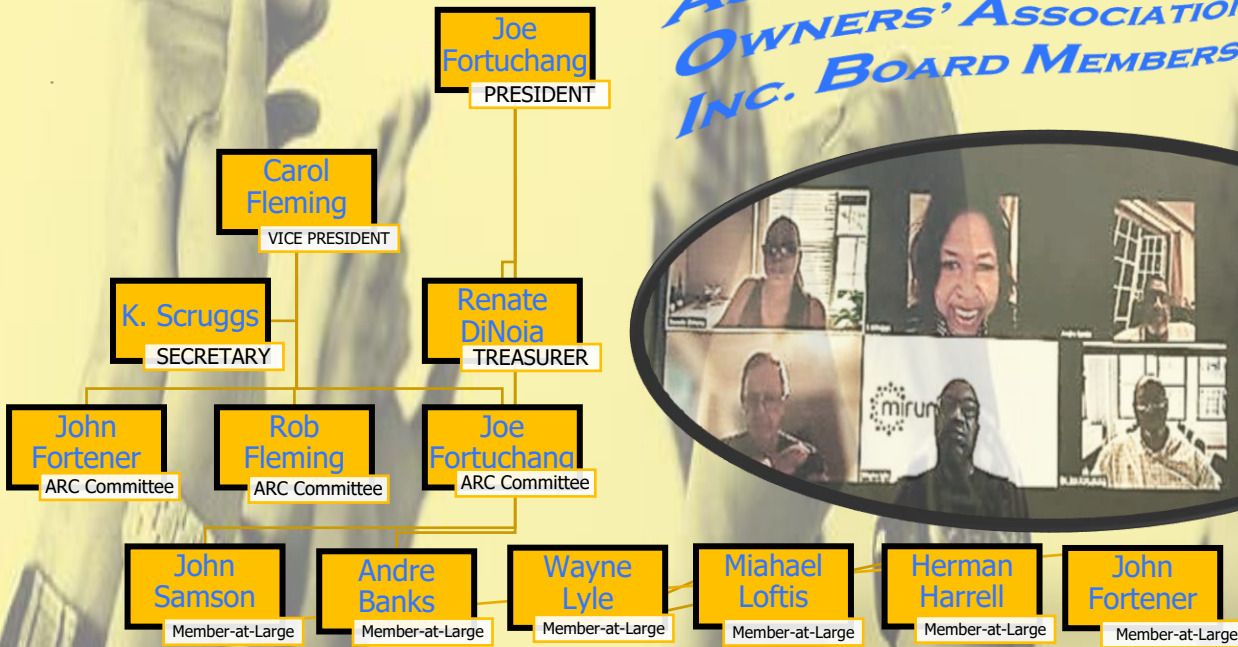 OWNERS' ASSOCIATION
INC. BOARD MEMBERS
Joe
Fortuchang
PRESIDENT
Carol
Fleming
VICE PRESIDENT
K. Scruggs
SECRETARY
Renate
DiNoia
TREASURER
John
Fortener
ARC Committee
Rob
Fleming
ARC Committee
Joe
Fortuchang
ARC Committee
mirum
John
Samson
Member-at-Large
Andre
Banks
Member-at-Large
Wayne
Lyle
Member-at-Large
Miahael
Loftis
Member-at-Large
Herman
Harrell
Member-at-Large
John
Fortener
Member-at-Large